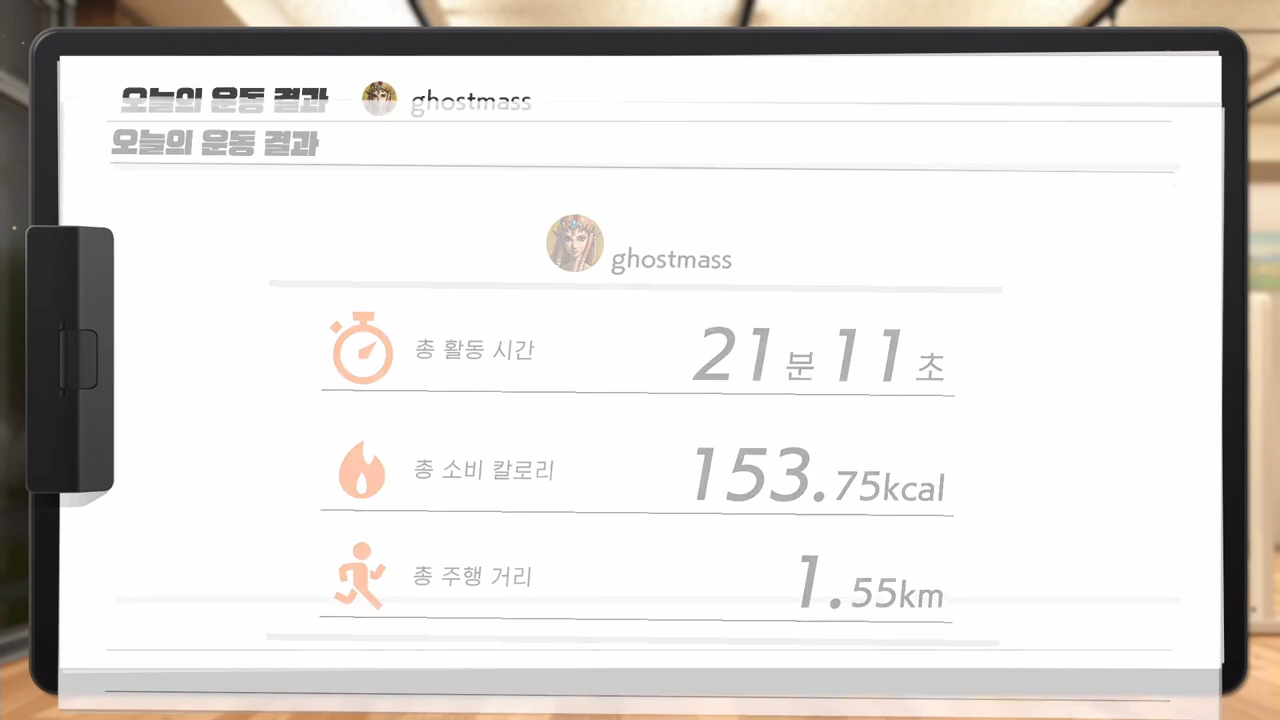 오늘의 운동 결과 ghostmass
오늘의 운동 결과
ghostmass
총 활동 시간 21분 11초
총 소비 칼로리 153.75kcal
총 주행 거리 1.55km